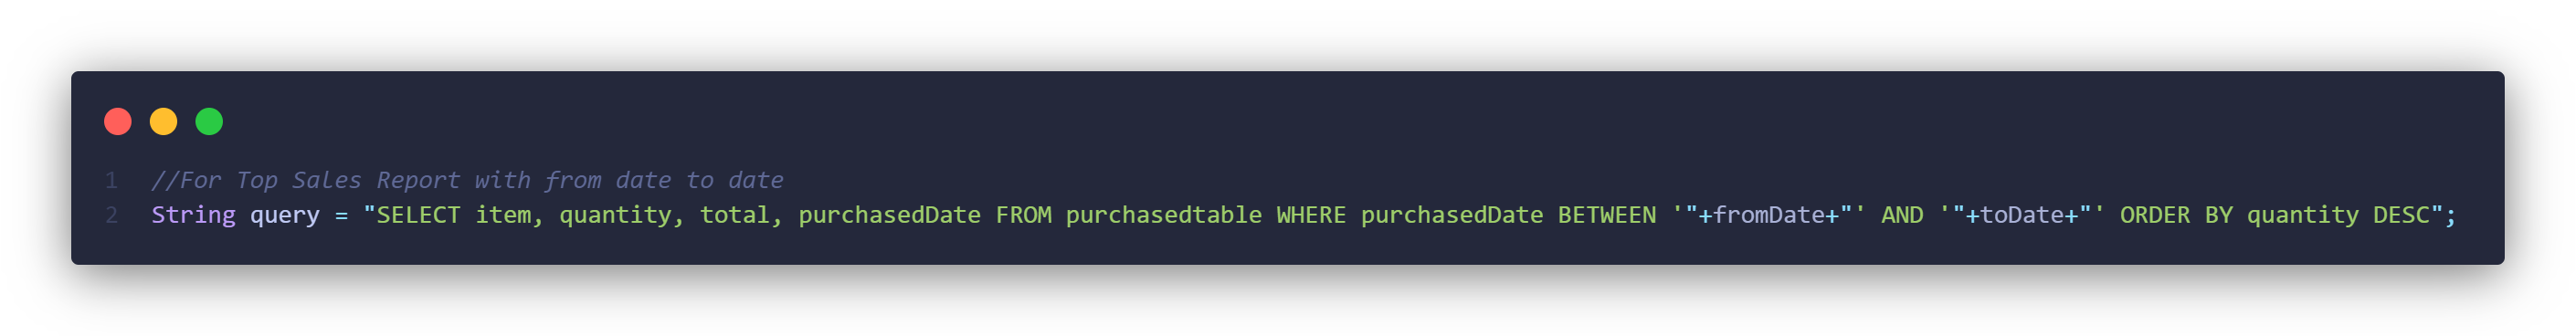 1 //For Top Sales Report with from date to date
2 String query = "SELECT item, quantity, total, purchasedDate FROM purchasedtable WHERE purchasedDate BETWEEN '"+fromDate+"' AND '"+toDate+"' ORDER BY quantity DESC";